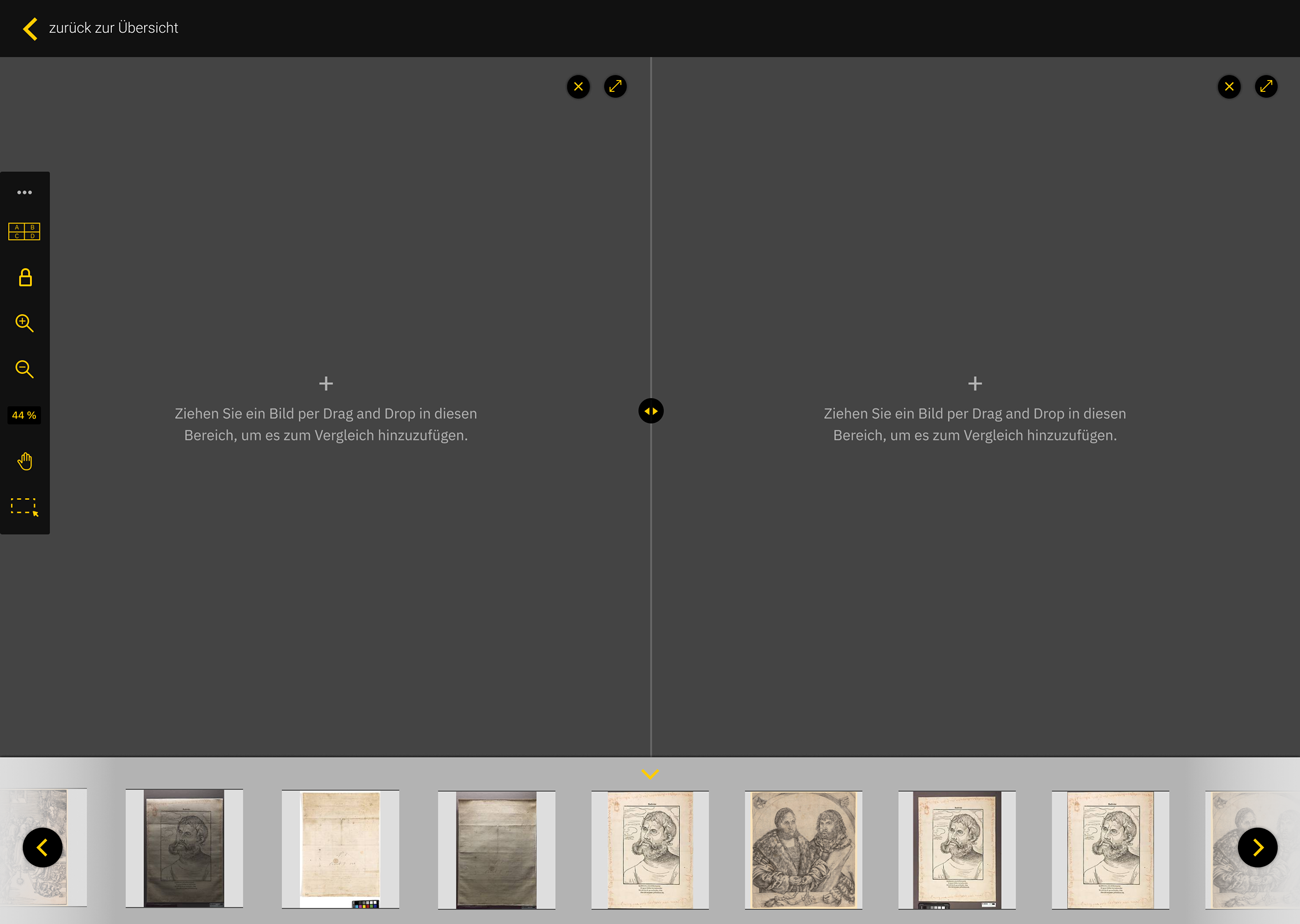 zurück zur Übersicht
A B
C D
44 %
Ziehen Sie ein Bild per Drag and Drop in diesen
Bereich, um es zum Vergleich hinzuzufügen.
Ziehen Sie ein Bild per Drag and Drop in diesen
Bereich, um es zum Vergleich hinzuzufügen.